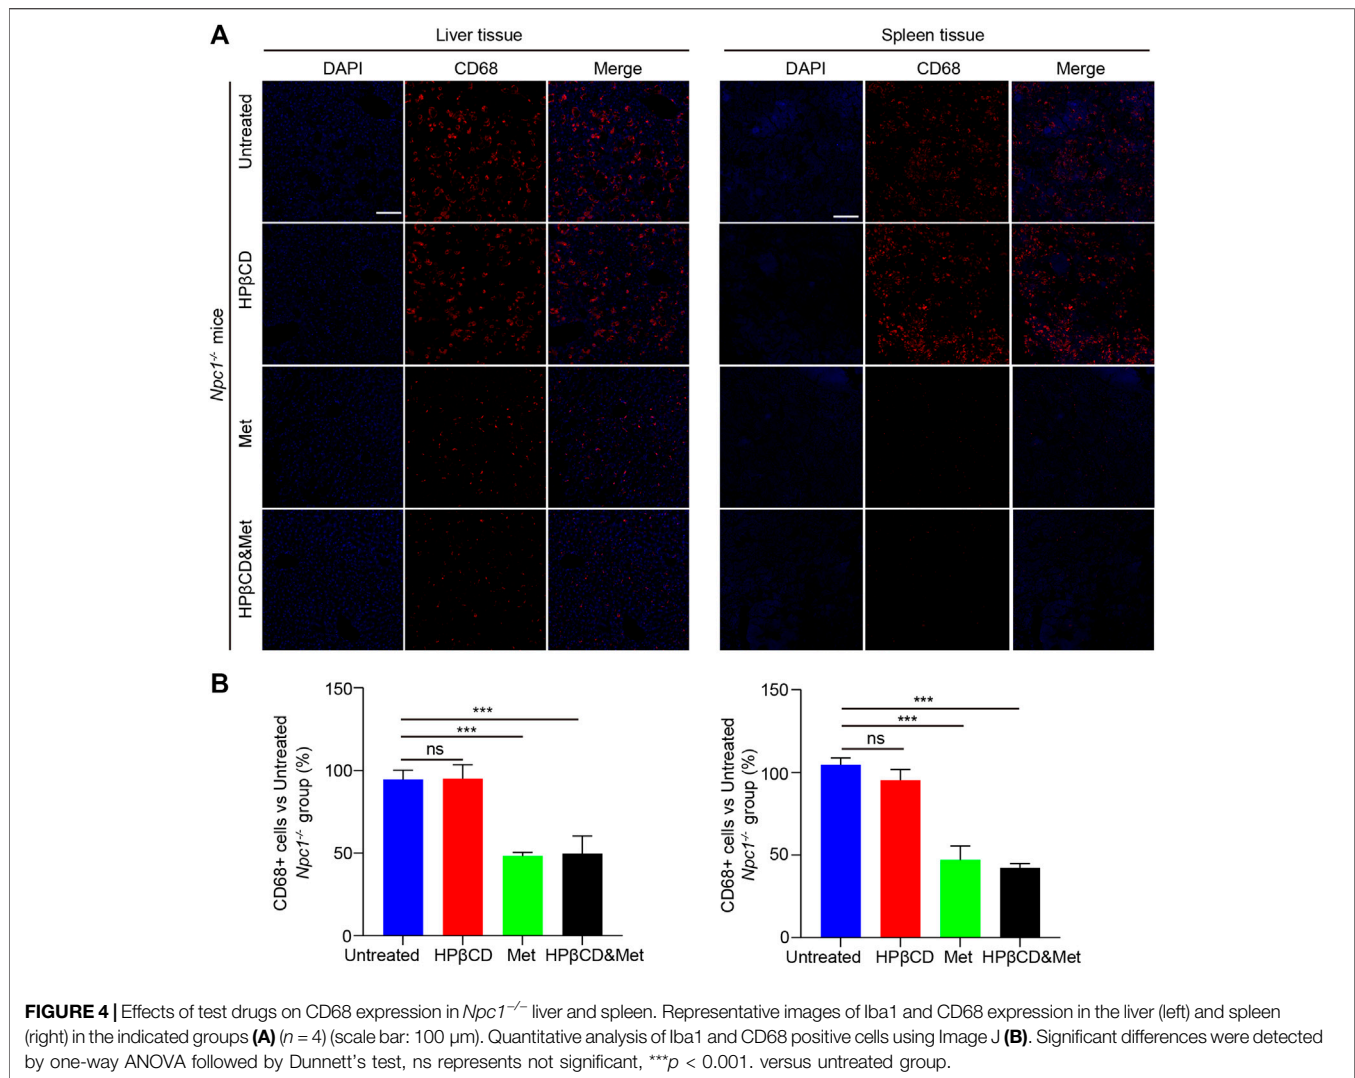 A
Liver tissue
Spleen tissue
DAPI CD68 Merge
DAPI CD68 Merge
Npc1-/- mice
Untreated
HPβCD
Met
HPβCD&Met
B
CD68+ cells vs Untreated
Npc1-/- group (%)
150
100
50
0
***
***
ns
Untreated HPβCD Met HPβCD&Met
CD68+ cells vs Untreated
Npc1-/- group (%)
150
100
50
0
***
***
ns
Untreated HPβCD Met HPβCD&Met
FIGURE 4 | Effects of test drugs on CD68 expression in Npc1−/− liver and spleen. Representative images of Iba1 and CD68 expression in the liver (left) and spleen
(right) in the indicated groups (A) (n = 4) (scale bar: 100 µm). Quantitative analysis of Iba1 and CD68 positive cells using Image J (B). Significant differences were detected
by one-way ANOVA followed by Dunnett’s test, ns represents not significant, ***p < 0.001. versus untreated group.